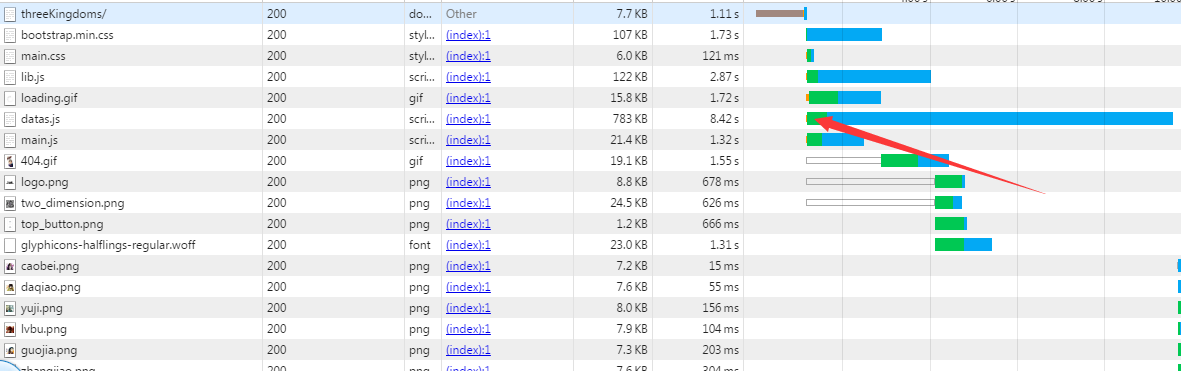 threeKingdoms/ 200 do... Other 7.7 KB 1.11 s
bootstrap.min.css 200 styl... (index):1 107 KB 1.73 s
main.css 200 styl... (index):1 6.0 KB 121 ms
lib.js 200 scri... (index):1 122 KB 2.87 s
loading.gif 200 gif (index):1 15.8 KB 1.72 s
datas.js 200 scri... (index):1 783 KB 8.42 s
main.js 200 scri... (index):1 21.4 KB 1.32 s
404.gif 200 gif (index):1 19.1 KB 1.55 s
logo.png 200 png (index):1 8.8 KB 678 ms
two_dimension.png 200 png (index):1 24.5 KB 626 ms
top_button.png 200 png (index):1 1.2 KB 666 ms
glyphicons-halflings-regular.woff 200 font (index):1 23.0 KB 1.31 s
caobei.png 200 png (index):1 7.2 KB 15 ms
daqiao.png 200 png (index):1 7.6 KB 55 ms
yuji.png 200 png (index):1 8.0 KB 156 ms
lvbu.png 200 png (index):1 7.9 KB 104 ms
guojia.png 200 png (index):1 7.3 KB 203 ms
zhangjiao.png 200 png (index):1 7.6 KB 304 ms